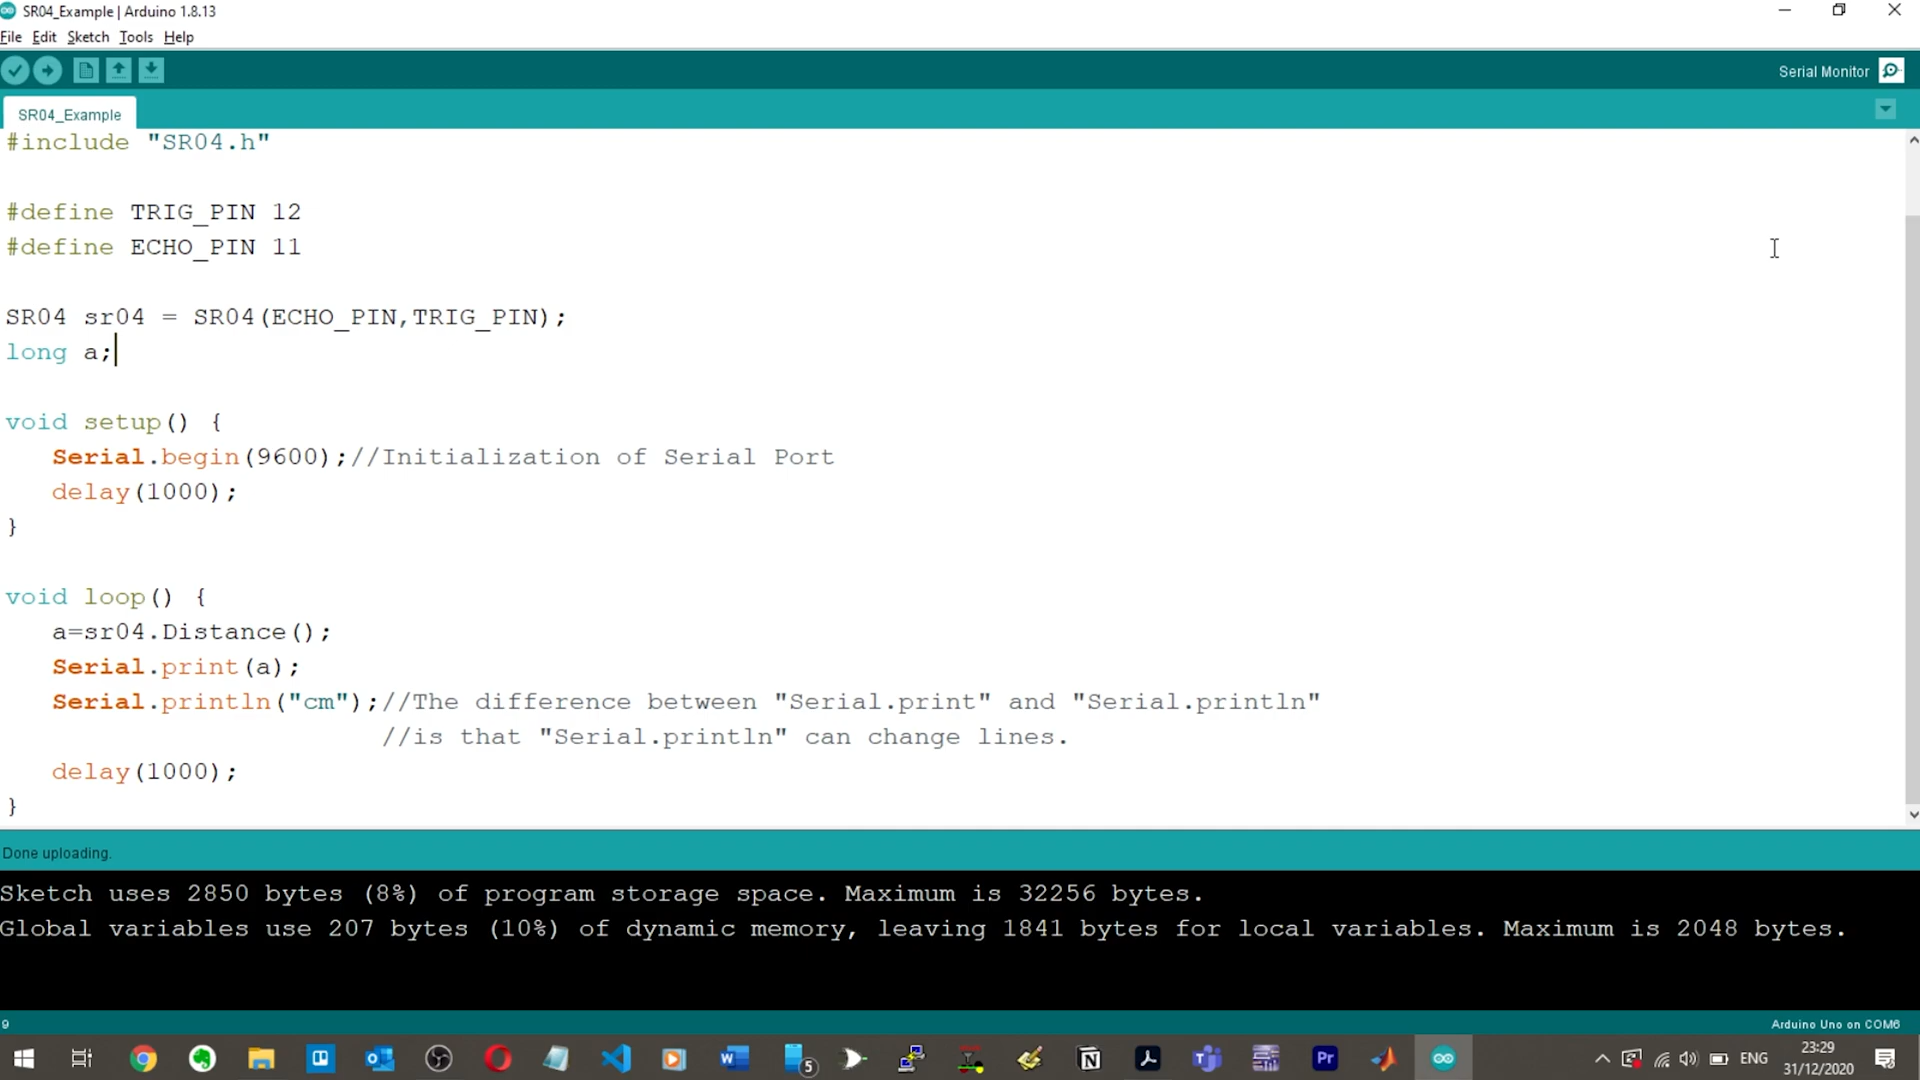 SR04_Example | Arduino 1.8.13
File Edit Sketch Tools Help
Serial Monitor
SR04_Example
#include "SR04.h"
#define TRIG_PIN 12
#define ECHO_PIN 11
SR04 sr04 = SR04(ECHO_PIN,TRIG_PIN);
long a;
void setup() {
Serial.begin(9600);//Initialization of Serial Port
delay(1000);
}
void loop() {
a=sr04.Distance();
Serial.print(a);
Serial.println("cm");//The difference between "Serial.print" and "Serial.println"
//is that "Serial.println" can change lines.
delay(1000);
}
Done uploading.
Sketch uses 2850 bytes (8%) of program storage space. Maximum is 32256 bytes.
Global variables use 207 bytes (10%) of dynamic memory, leaving 1841 bytes for local variables. Maximum is 2048 bytes.
9
Arduino Uno on COM6
5
Pr
ENG
23:29
31/12/2020